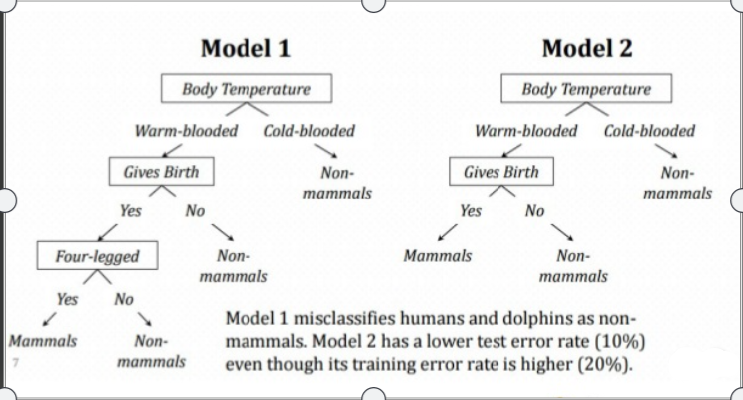 Model 1
Body Temperature
Warm-blooded Cold-blooded
Gives Birth
Non-
mammals
Yes No
Four-legged
Non-
mammals
Yes No
Mammals
Non-
mammals
Model 2
Body Temperature
Warm-blooded Cold-blooded
Gives Birth
Non-
mammals
Yes No
Mammals
Non-
mammals
Model 1 misclassifies humans and dolphins as non-
mammals. Model 2 has a lower test error rate (10%)
even though its training error rate is higher (20%).
7